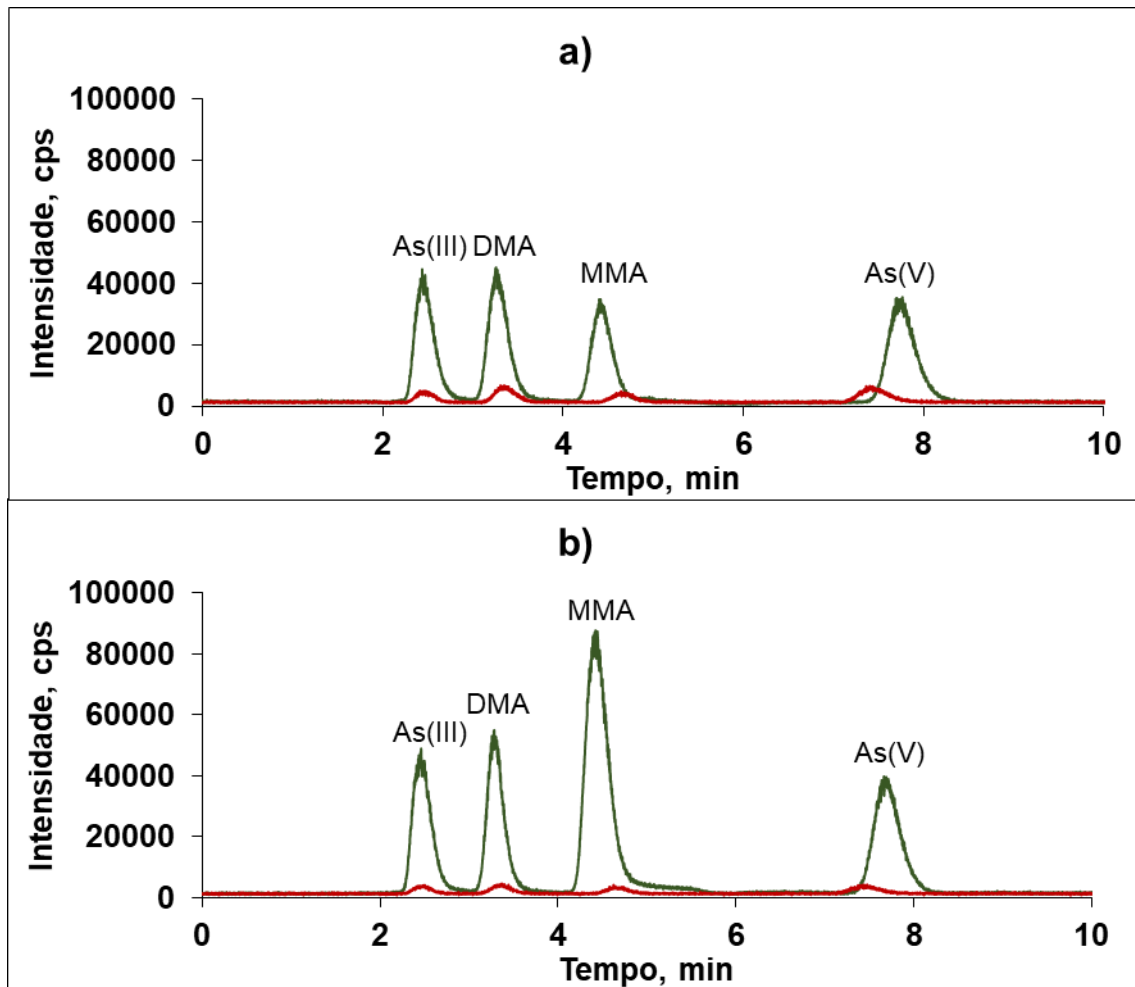 a)
100000
80000
60000
40000
20000
0
Intensidade, cps
As(III) DMA
MMA
As(V)
0 2 4 6 8 10
Tempo, min
b)
100000
80000
60000
40000
20000
0
Intensidade, cps
MMA
DMA
As(III)
As(V)
0 2 4 6 8 10
Tempo, min